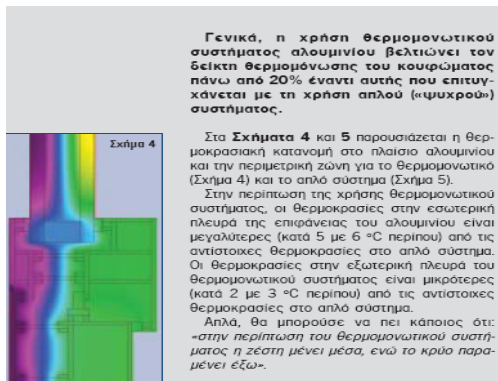 Γενικά, η χρήση θερμομονωτικού
συστήματος αλουμινίου βελτιώνει τον
δείκτη θερμομόνωσης του κουφώματος
πάνω από 20% έναντι αυτής που επιτυγ-
χάνεται με τη χρήση απλού («ψυχρού»)
συστήματος.
Σχήμα 4
Στα Σχήματα 4 και 5 παρουσιάζεται η θερ-
μοκρασιακή κατανομή στο πλαίσιο αλουμινίου
και την περιμετρική ζώνη για το θερμομονωτικό
(Σχήμα 4) και το απλό σύστημα (Σχήμα 5).
Στην περίπτωση της χρήσης θερμομονωτικού
συστήματος, οι θερμοκρασίες στην εσωτερική
πλευρά της επιφάνειας του αλουμινίου είναι
μεγαλύτερες (κατά 5 με 6 °C περίπου) από τις
αντίστοιχες θερμοκρασίες στο απλό σύστημα.
Οι θερμοκρασίες στην εξωτερική πλευρά του
θερμομονωτικού συστήματος είναι μικρότερες
(κατά 2 με 3 °C περίπου) από τις αντίστοιχες
θερμοκρασίες στο απλό σύστημα.
Απλά, θα μπορούσε να πει κάποιος ότι:
«στην περίπτωση του θερμομονωτικού συστή-
ματος η ζέστη μένει μέσα, ενώ το κρύο παρα-
μένει έξω».